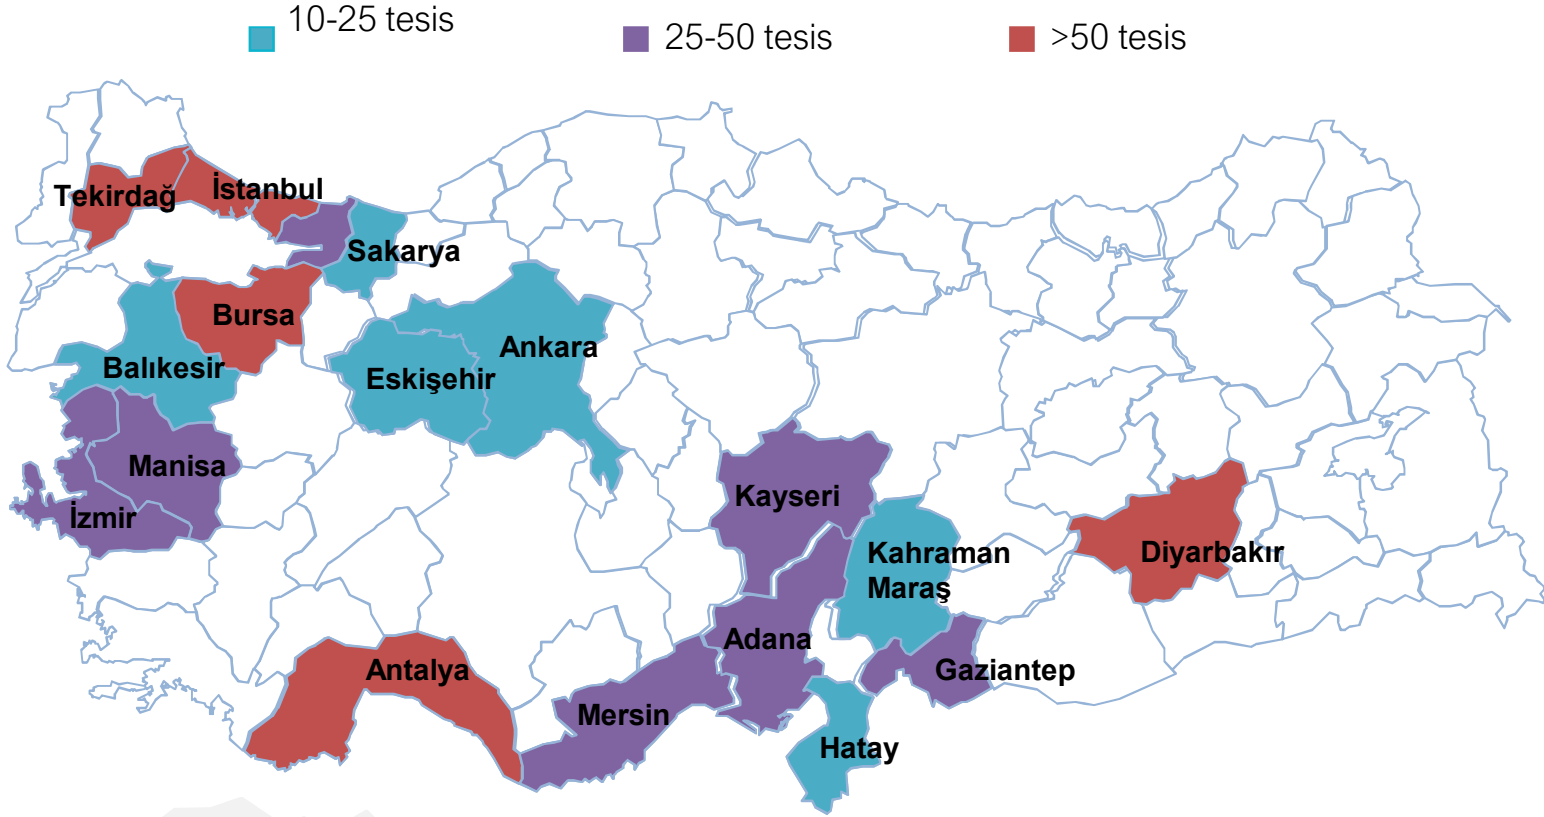 10-25 tesis
25-50 tesis
>50 tesis
Tekirdağ
İstanbul
Sakarya
Bursa
Ankara
Balıkesir
Eskişehir
Manisa
Kayseri
İzmir
Kahraman
Maraş
Diyarbakır
Adana
Antalya
Gaziantep
Mersin
Hatay